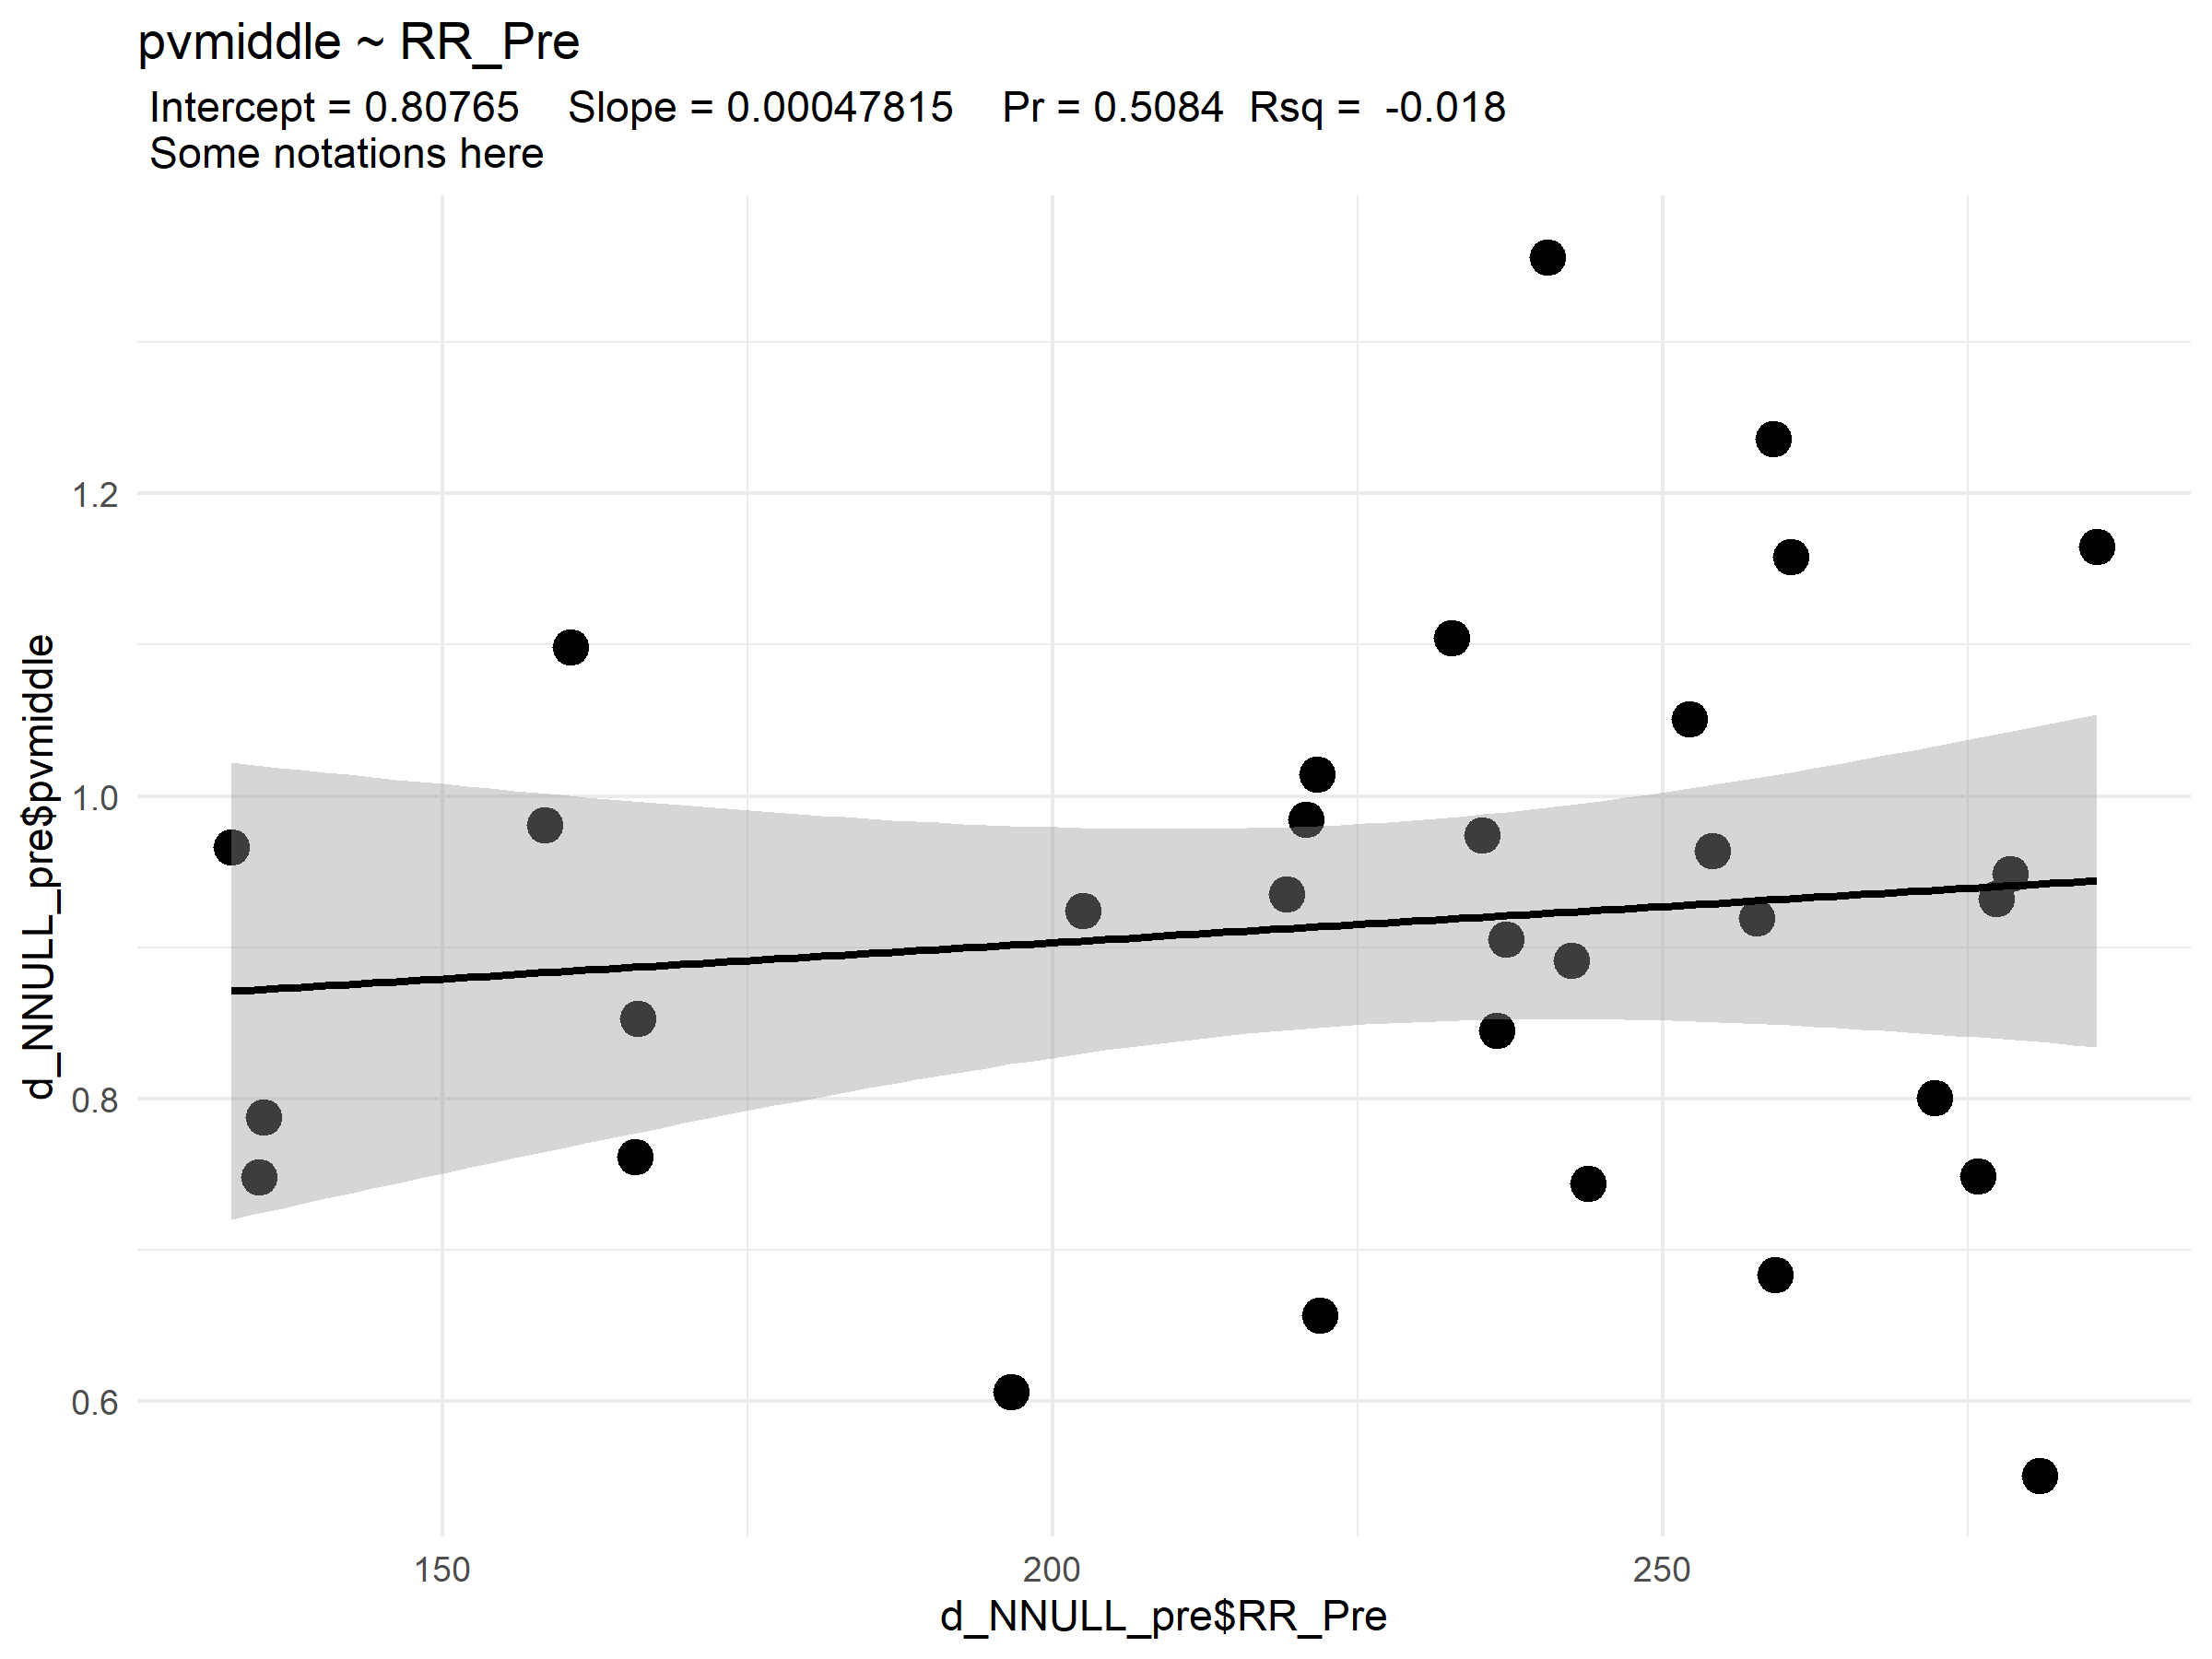 pvmiddle ~ RR_Pre
Intercept = 0.80765 Slope = 0.00047815 Pr = 0.5084 Rsq = -0.018
Some notations here
d_NNULL_pre$pvmiddle
1.2
1.0
0.8
0.6
150 200 250
d_NNULL_pre$RR_Pre